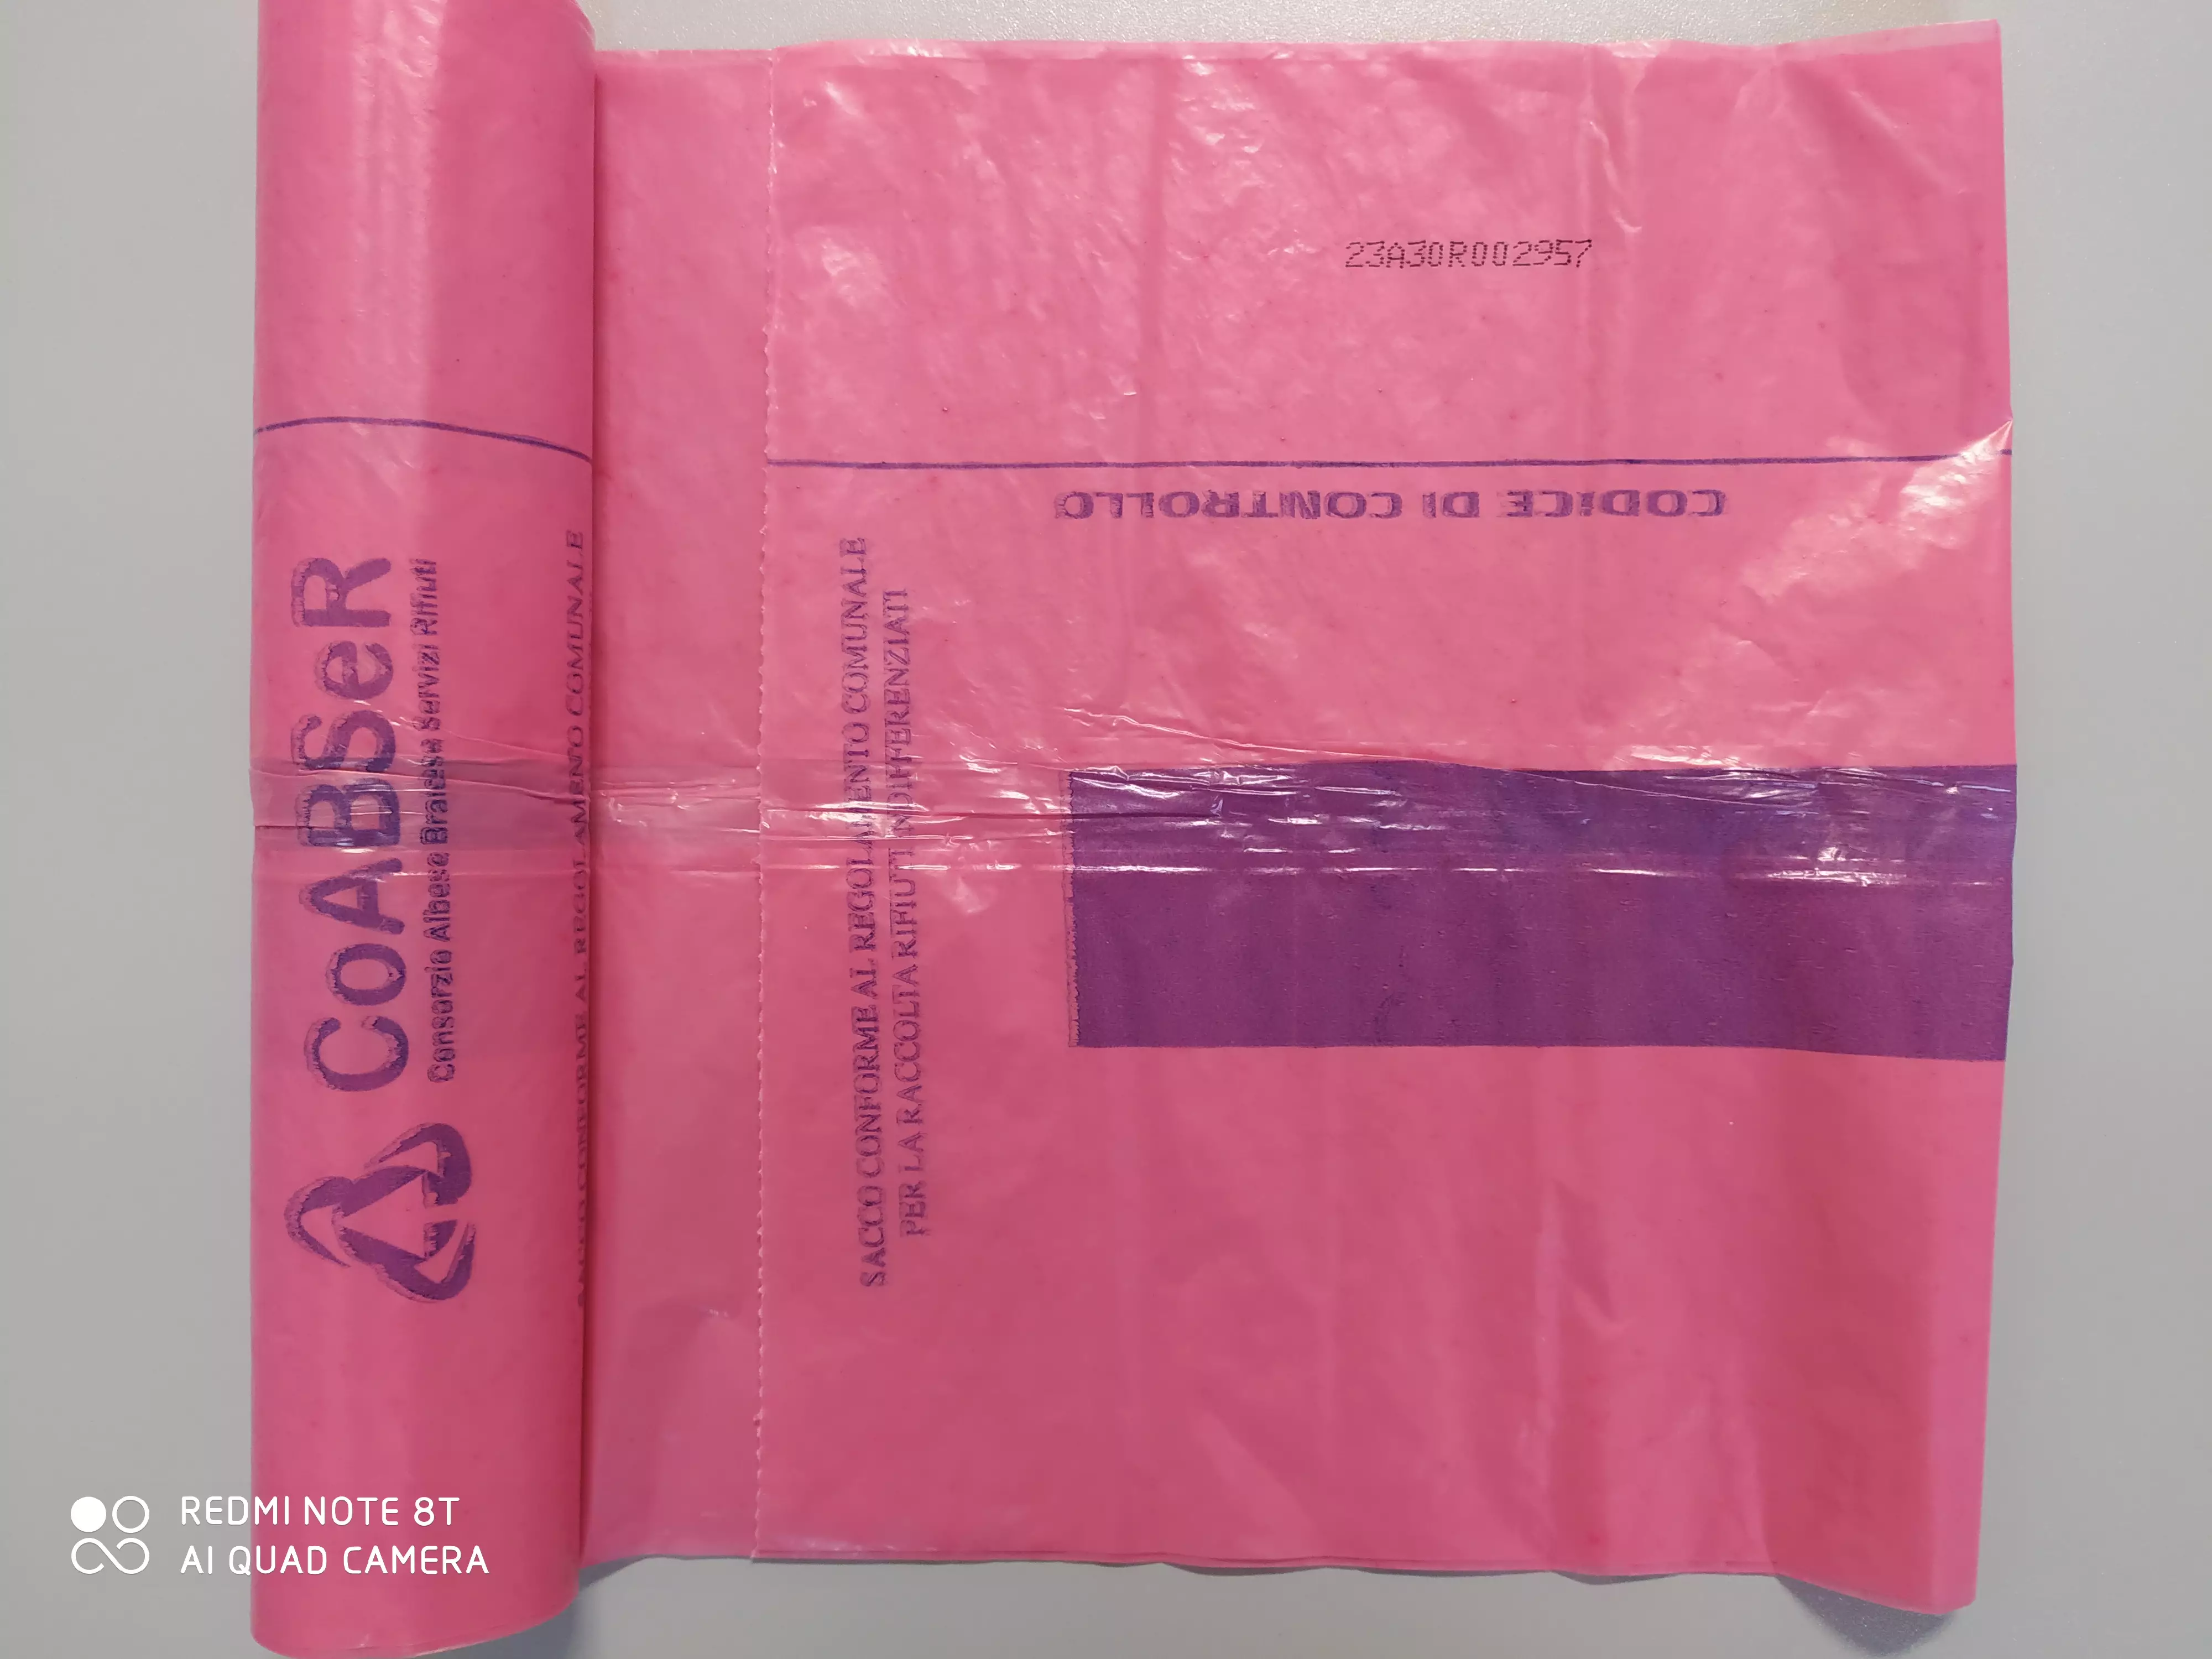 23A30R002957
CODICE DI CONTROLLO
CoABSeR
Consorzio Albese Braidese Servizi Rifiuti
SACCO CONFORME AL REGOLAMENTO COMUNALE
SACCO CONFORME AL REGOLAMENTO COMUNALE
PER LA RACCOLTA RIFIUTI INDIFFERENZIATI
REDMI NOTE 8T
AI QUAD CAMERA